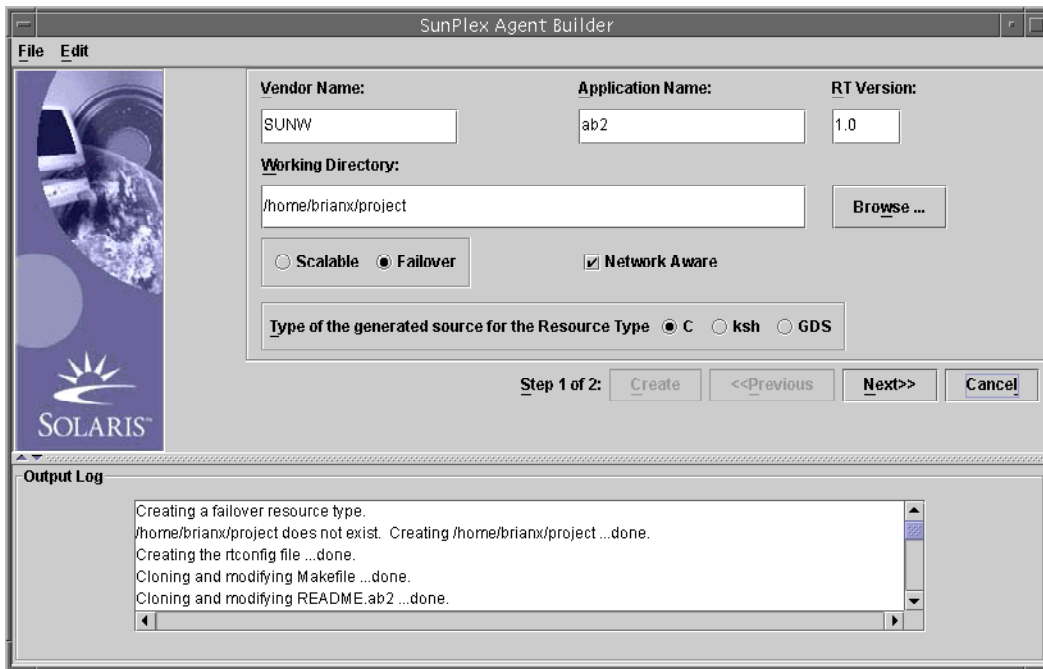 SunPlex Agent Builder
File Edit
Vendor Name: Application Name: RT Version:
SUNW ab2 1.0
Working Directory:
/home/brianx/project Browse ...
Scalable Failover Network Aware
Type of the generated source for the Resource Type C ksh GDS
Step 1 of 2: Create <<Previous Next>> Cancel
SOLARIS™
Output Log
Creating a failover resource type.
/home/brianx/project does not exist. Creating /home/brianx/project ...done.
Creating the rtconfig file ...done.
Cloning and modifying Makefile ...done.
Cloning and modifying README.ab2 ...done.